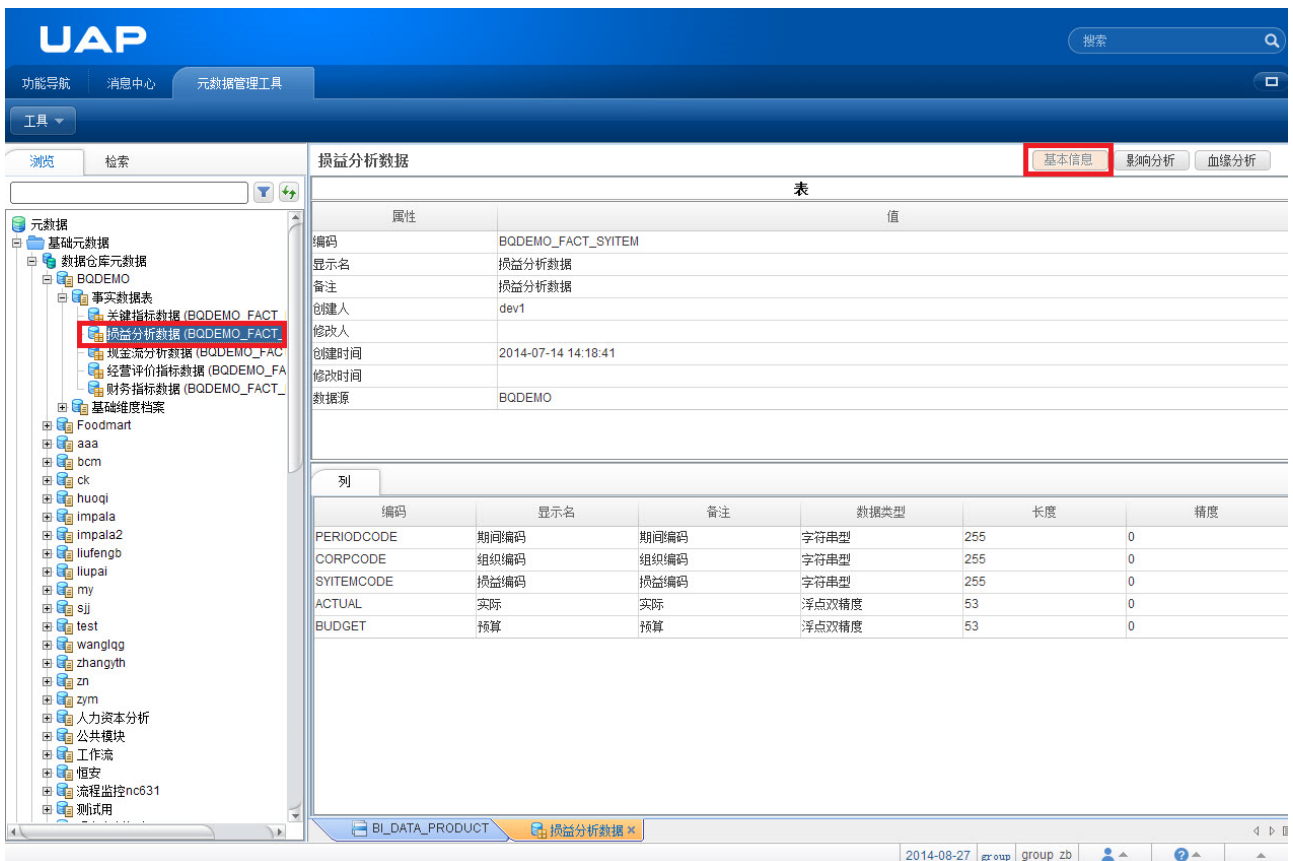 UAP
搜索
功能导航 消息中心 元数据管理工具
工具
浏览 检索
元数据
基础元数据
数据仓库元数据
BQDEMO
事实数据表
关键指标数据 (BQDEMO_FACT_
损益分析数据 (BQDEMO_FACT_
现金流分析数据 (BQDEMO_FAC
经营评价指标数据 (BQDEMO_FA
财务指标数据 (BQDEMO_FACT_
基础维度档案
Foodmart
aaa
bcm
ck
huoqi
impala
impala2
liufengb
liupai
my
sjj
test
wanglqg
zhangyth
zn
zym
人力资本分析
公共模块
工作流
恒安
流程监控nc631
测试用
损益分析数据 基本信息 影响分析 血缘分析
表
属性 值
编码 BQDEMO_FACT_SYITEM
显示名 损益分析数据
备注 损益分析数据
创建人 dev1
修改人
创建时间 2014-07-14 14:18:41
修改时间
数据源 BQDEMO
列
编码 显示名 备注 数据类型 长度 精度
PERIODCODE 期间编码 期间编码 字符串型 255 0
CORPCODE 组织编码 组织编码 字符串型 255 0
SYITEMCODE 损益编码 损益编码 字符串型 255 0
ACTUAL 实际 实际 浮点双精度 53 0
BUDGET 预算 预算 浮点双精度 53 0
BI_DATA_PRODUCT 损益分析数据
2014-08-27 group group zb